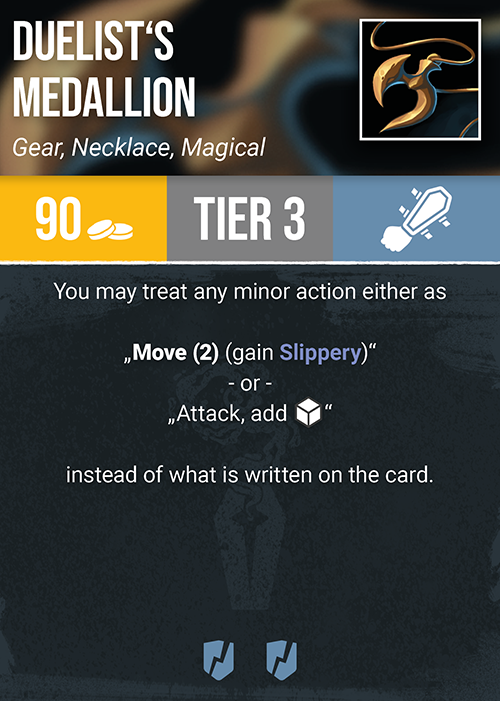 DUELIST‘S
MEDALLION
Gear, Necklace, Magical
90
TIER 3
You may treat any minor action either as
„Move (2) (gain Slippery)“
- or -
„Attack, add “
instead of what is written on the card.